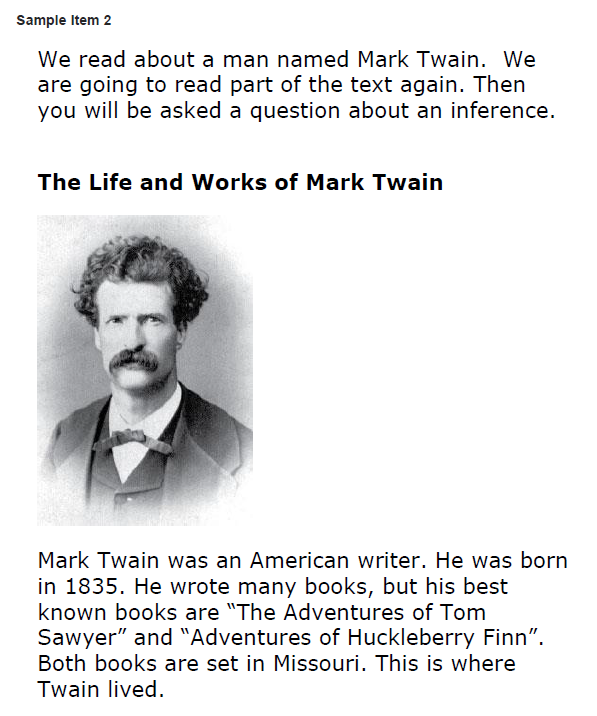 Sample Item 2
We read about a man named Mark Twain.  We
are going to read part of the text again. Then
you will be asked a question about an inference.
The Life and Works of Mark Twain
Mark Twain was an American writer. He was born
in 1835. He wrote many books, but his best
known books are “The Adventures of Tom
Sawyer” and “Adventures of Huckleberry Finn”.
Both books are set in Missouri. This is where
Twain lived.